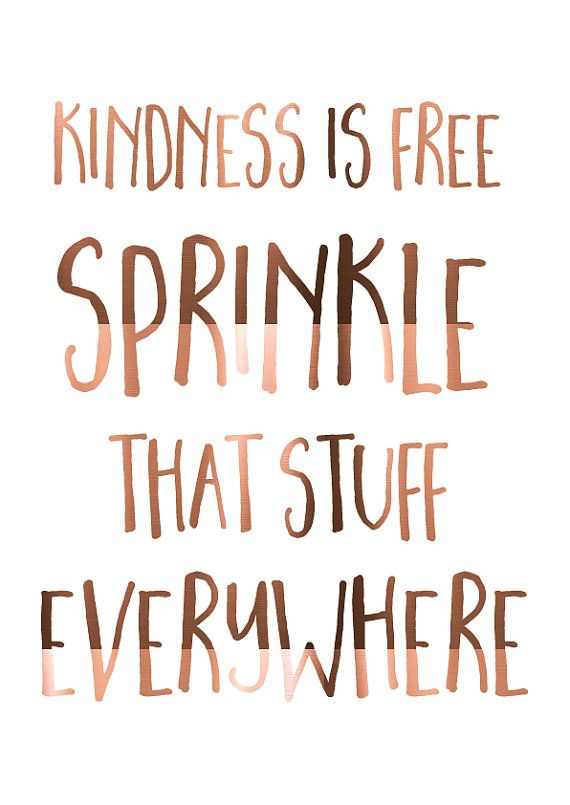 KINDNESS IS FREE
SPRINKLE
THAT STUFF
EVERYWHERE